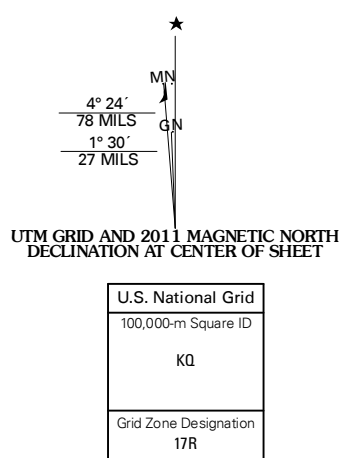 ★
MN
4° 24´
78 MILS
GN
1° 30´
27 MILS
UTM GRID AND 2011 MAGNETIC NORTH
DECLINATION AT CENTER OF SHEET
U.S. National Grid
100,000-m Square ID
KQ
Grid Zone Designation
17R